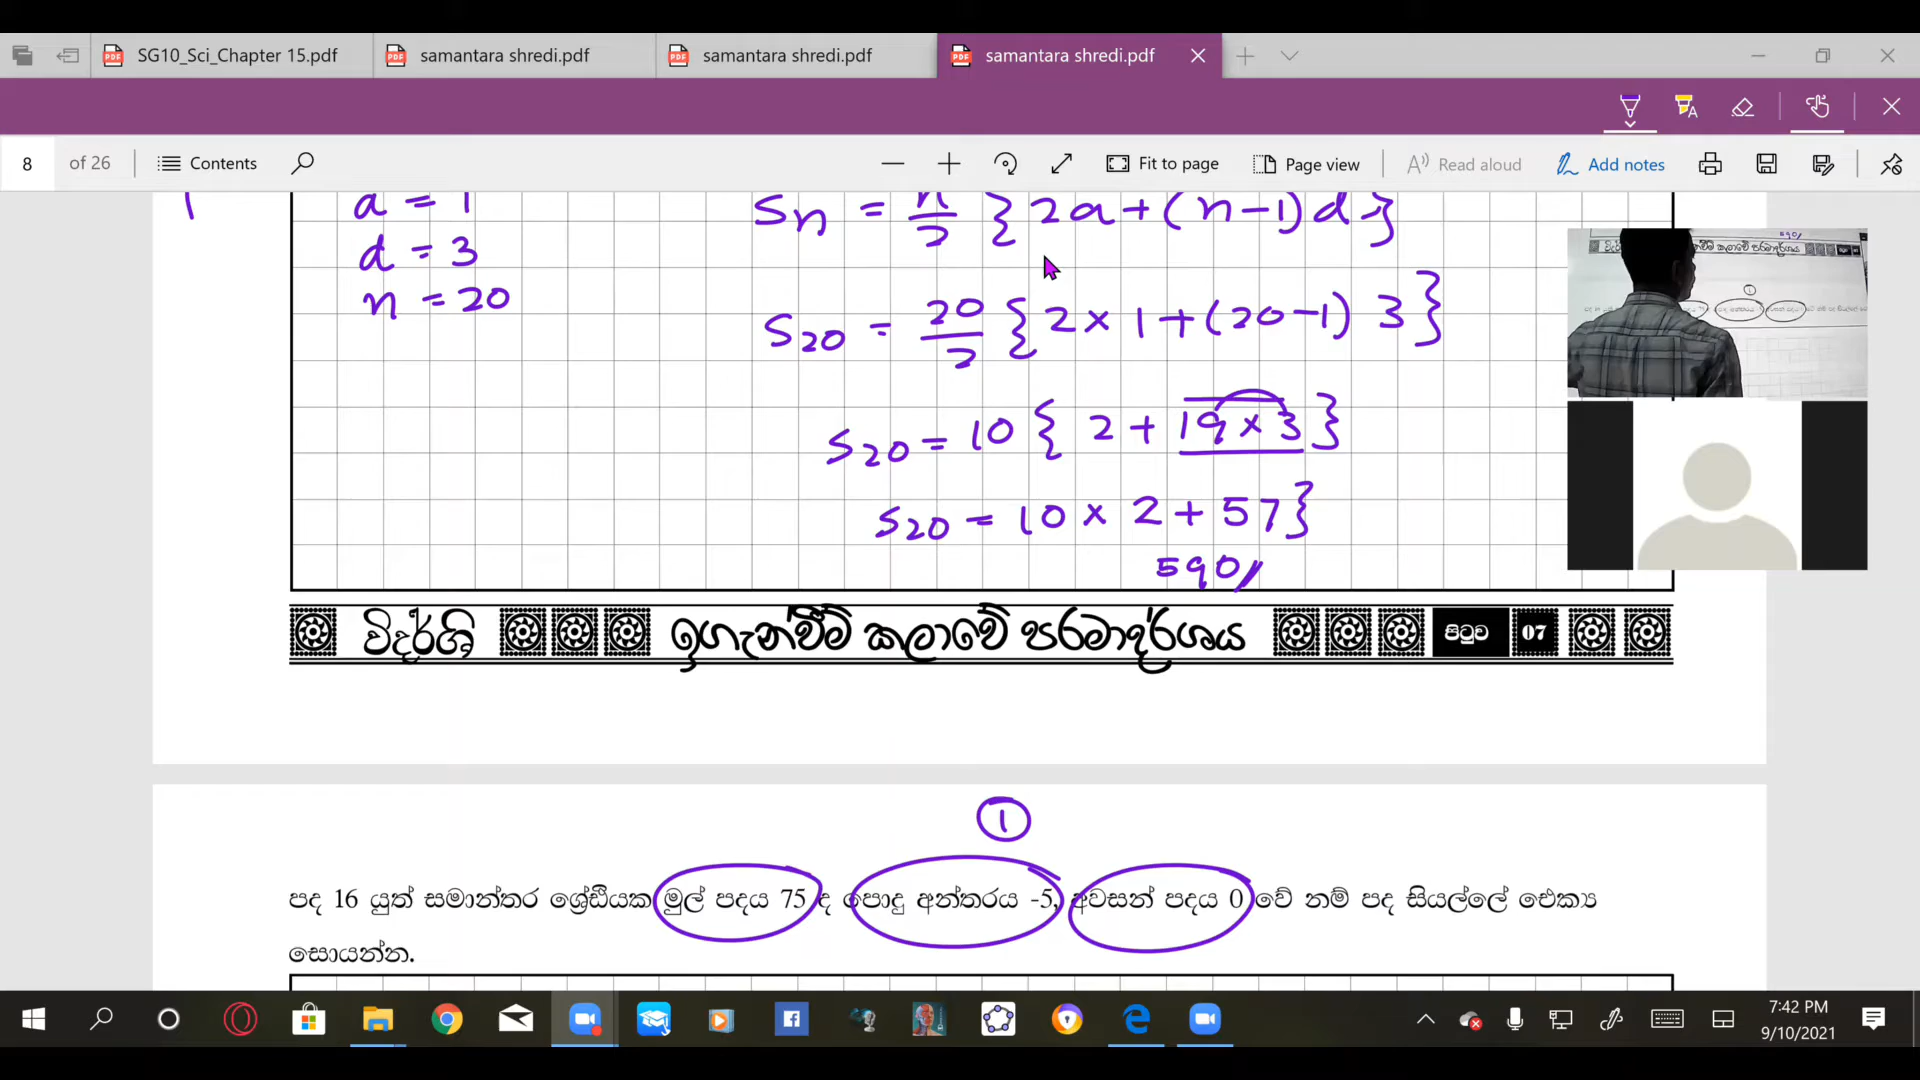 SG10_Sci_Chapter 15.pdf samantara shredi.pdf samantara shredi.pdf samantara shredi.pdf
8 of 26 Contents Fit to page Page view Read aloud Add notes
1 a = 1 Sn = n/2 {2a+(n-1)d}
d = 3
n = 20
S20 = 20/2 {2×1+(20-1) 3}
S20 = 10 { 2 + 19 × 3 }
S20 = 10 × 2 + 57}
590//
විදර්ශි ඉගැන්වීම් කලාවේ පරමාදර්ශය පිටුව 07
1
පද 16 යුත් සමාන්තර ශ්‍රේඪියක මුල් පදය 75 ද පොදු අන්තරය -5, අවසන් පදය 0 වේ නම් පද සියල්ලේ ඓක්‍ය
සොයන්න.
7:42 PM
9/10/2021